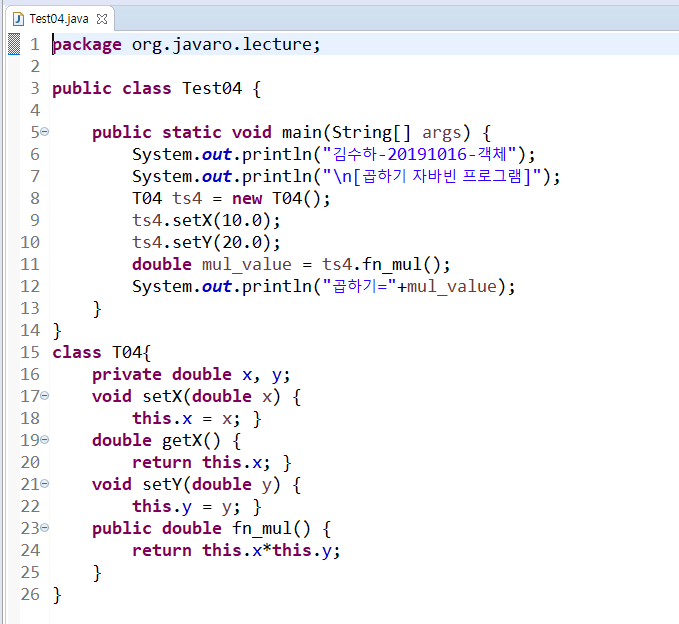 Test04.java
1 package org.javaro.lecture;
2
3 public class Test04 {
4
5     public static void main(String[] args) {
6         System.out.println("김수하-20191016-객체");
7         System.out.println("\n[곱하기 자바빈 프로그램]");
8         T04 ts4 = new T04();
9         ts4.setX(10.0);
10         ts4.setY(20.0);
11         double mul_value = ts4.fn_mul();
12         System.out.println("곱하기="+mul_value);
13     }
14 }
15 class T04{
16     private double x, y;
17     void setX(double x) {
18         this.x = x; }
19     double getX() {
20         return this.x; }
21     void setY(double y) {
22         this.y = y; }
23     public double fn_mul() {
24         return this.x*this.y;
25     }
26 }